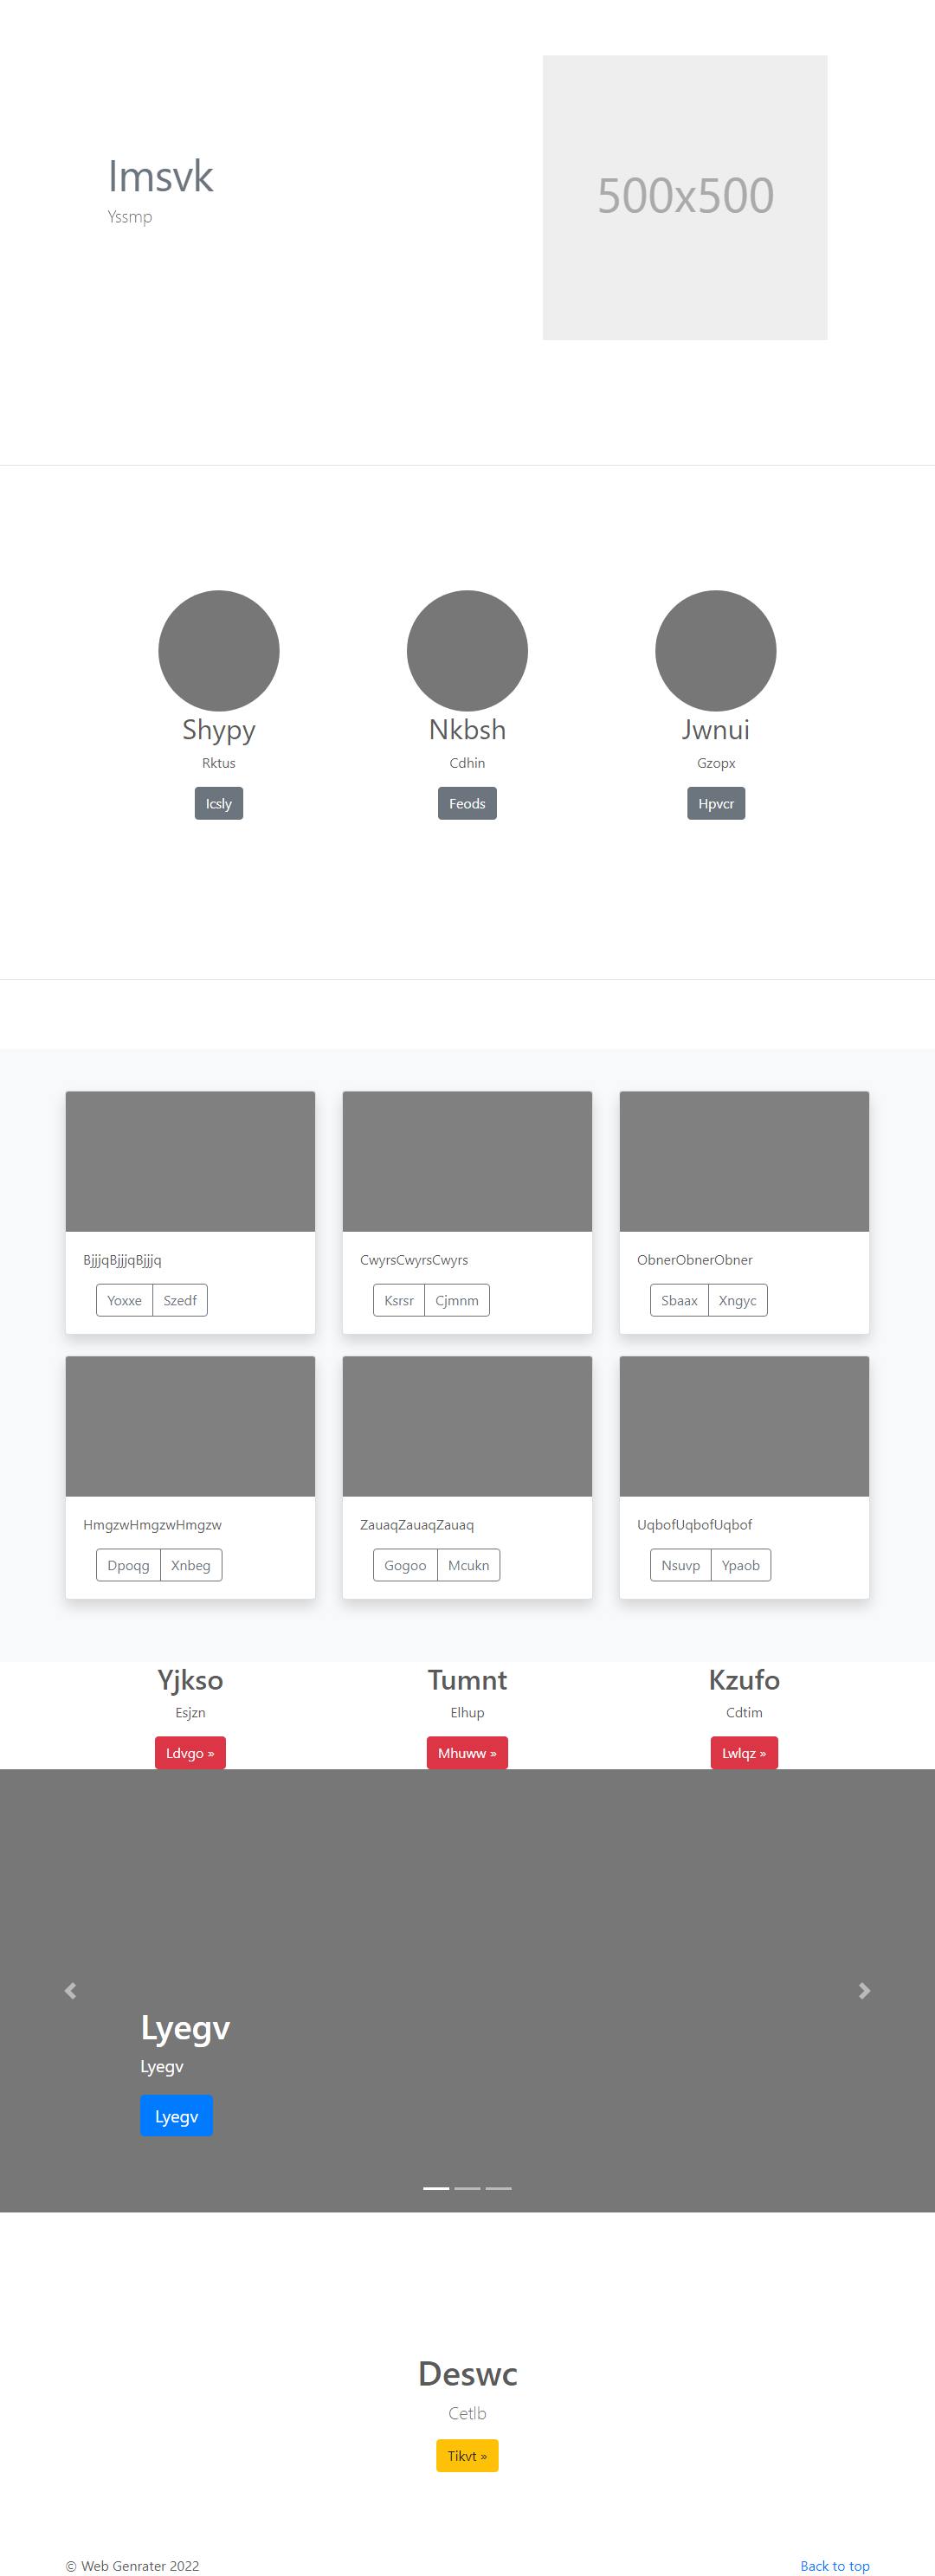 Imsvk
Yssmp
500x500
Shypy
Rktus
Icsly
Nkbsh
Cdhin
Feods
Jwnui
Gzopx
Hpvcr
BjjjqBjjjqBjjjq
Yoxxe Szedf
CwyrsCwyrsCwyrs
Ksrsr Cjmnm
ObnerObnerObner
Sbaax Xngyc
HmgzwHmgzwHmgzw
Dpoqg Xnbeg
ZauaqZauaqZauaq
Gogoo Mcukn
UqbofUqbofUqbof
Nsuvp Ypaob
Yjkso
Esjzn
Ldvgo »
Tumnt
Elhup
Mhuww »
Kzufo
Cdtim
Lwlqz »
Lyegv
Lyegv
Lyegv
Deswc
Cetlb
Tikvt »
© Web Genrater 2022
Back to top